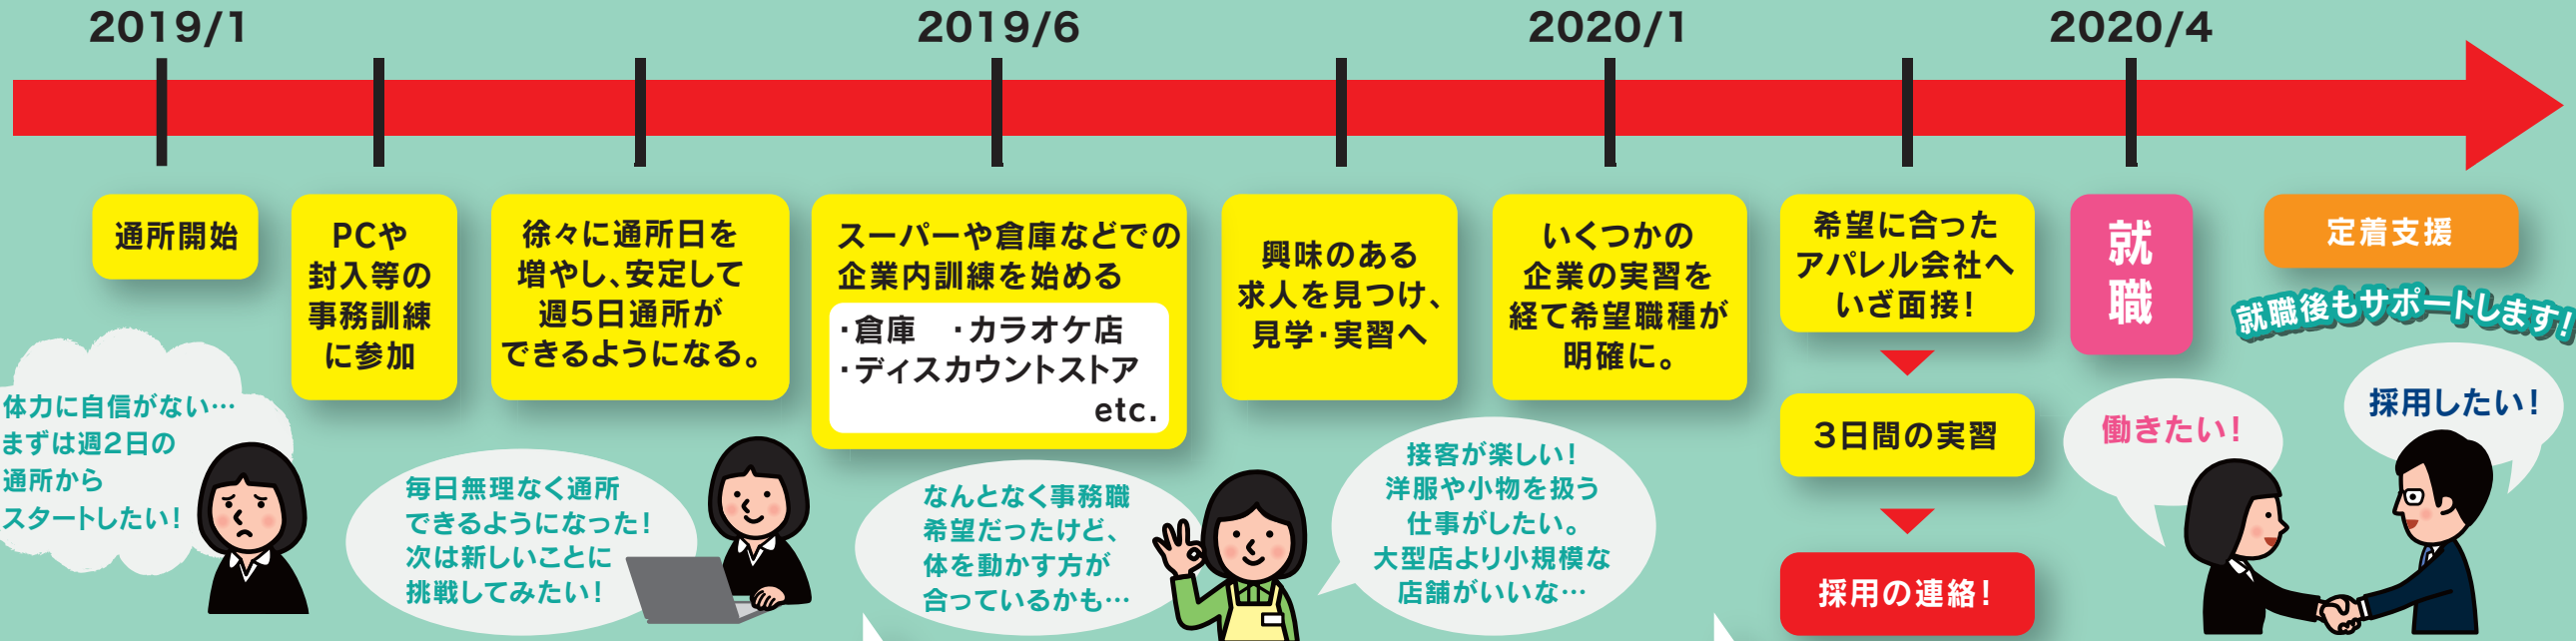 2019/1
2019/6
2020/1
2020/4
通所開始
PCや
封入等の
事務訓練
に参加
徐々に通所日を
増やし、安定して
週5日通所が
できるようになる。
スーパーや倉庫などでの
企業内訓練を始める
・倉庫　・カラオケ店
・ディスカウントストア
etc.
興味のある
求人を見つけ、
見学・実習へ
いくつかの
企業の実習を
経て希望職種が
明確に。
希望に合った
アパレル会社へ
いざ面接!
3日間の実習
採用の連絡!
就職
定着支援
就職後もサポートします!
体力に自信がない…
まずは週2日の
通所から
スタートしたい!
毎日無理なく通所
できるようになった!
次は新しいことに
挑戦してみたい!
なんとなく事務職
希望だったけど、
体を動かす方が
合っているかも…
接客が楽しい!
洋服や小物を扱う
仕事がしたい。
大型店より小規模な
店舗がいいな…
働きたい!
採用したい!